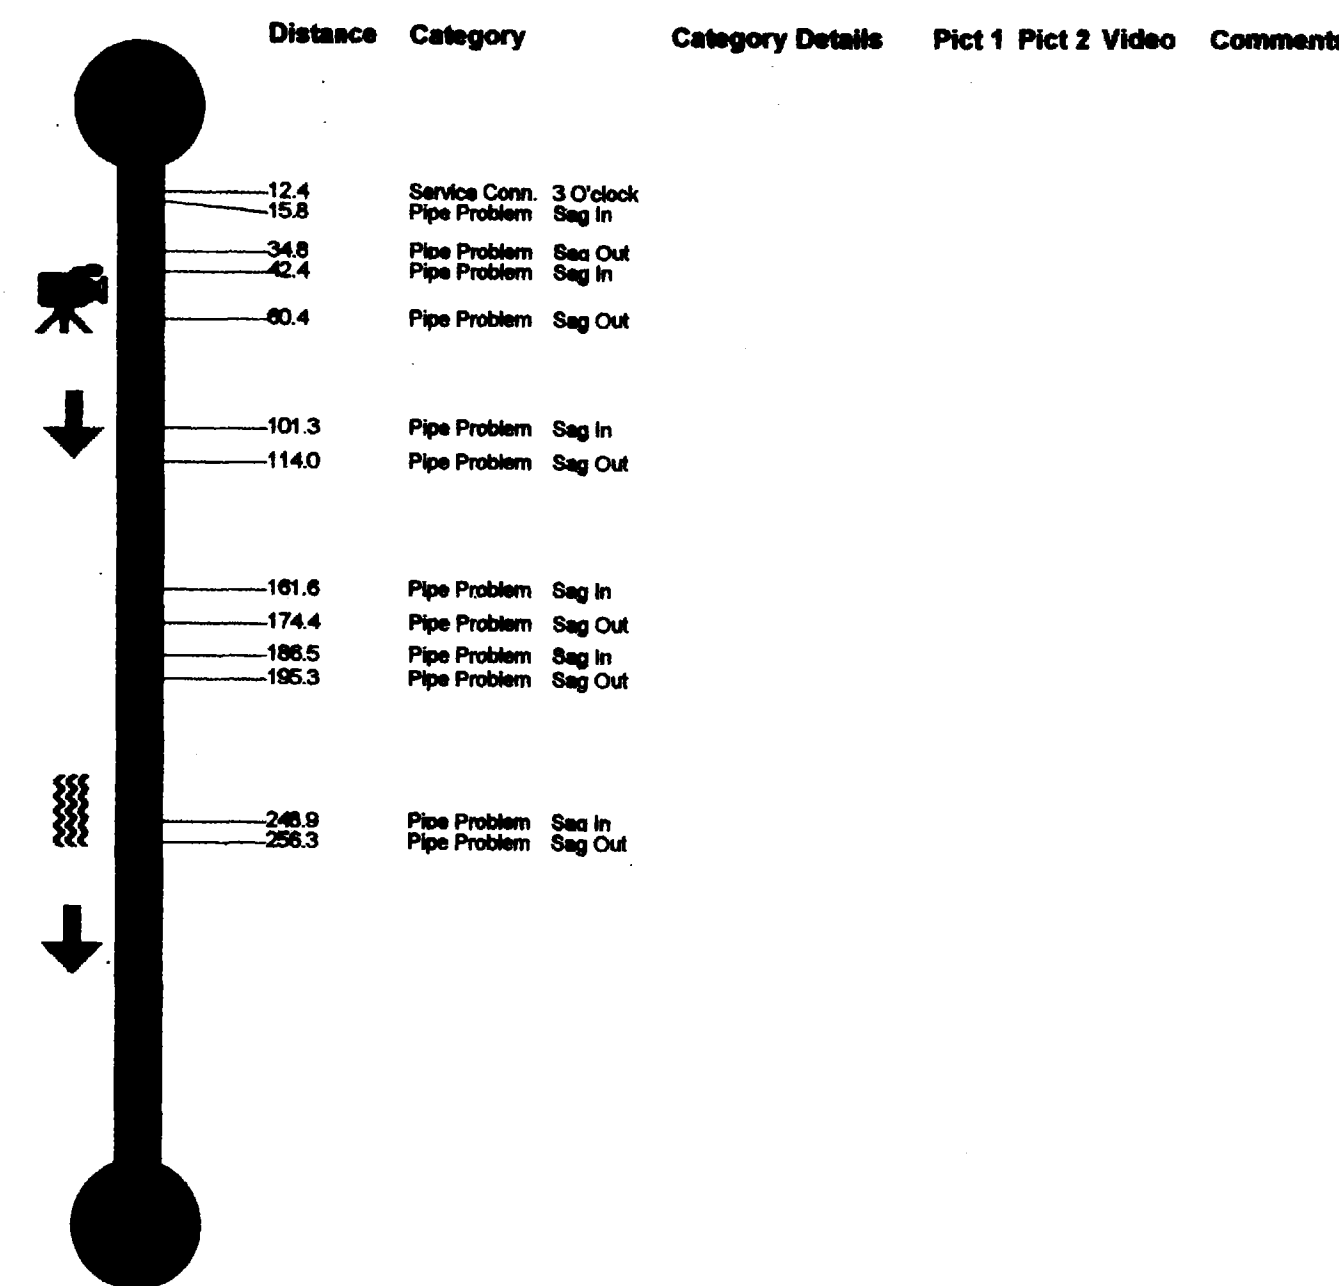 Distance Category Category Details Pict 1 Pict 2 Video Comments
12.4 Service Conn. 3 O'clock
15.8 Pipe Problem Sag In
34.8 Pipe Problem Sag Out
42.4 Pipe Problem Sag In
60.4 Pipe Problem Sag Out
101.3 Pipe Problem Sag In
114.0 Pipe Problem Sag Out
161.6 Pipe Problem Sag In
174.4 Pipe Problem Sag Out
186.5 Pipe Problem Sag In
195.3 Pipe Problem Sag Out
248.9 Pipe Problem Sag In
256.3 Pipe Problem Sag Out